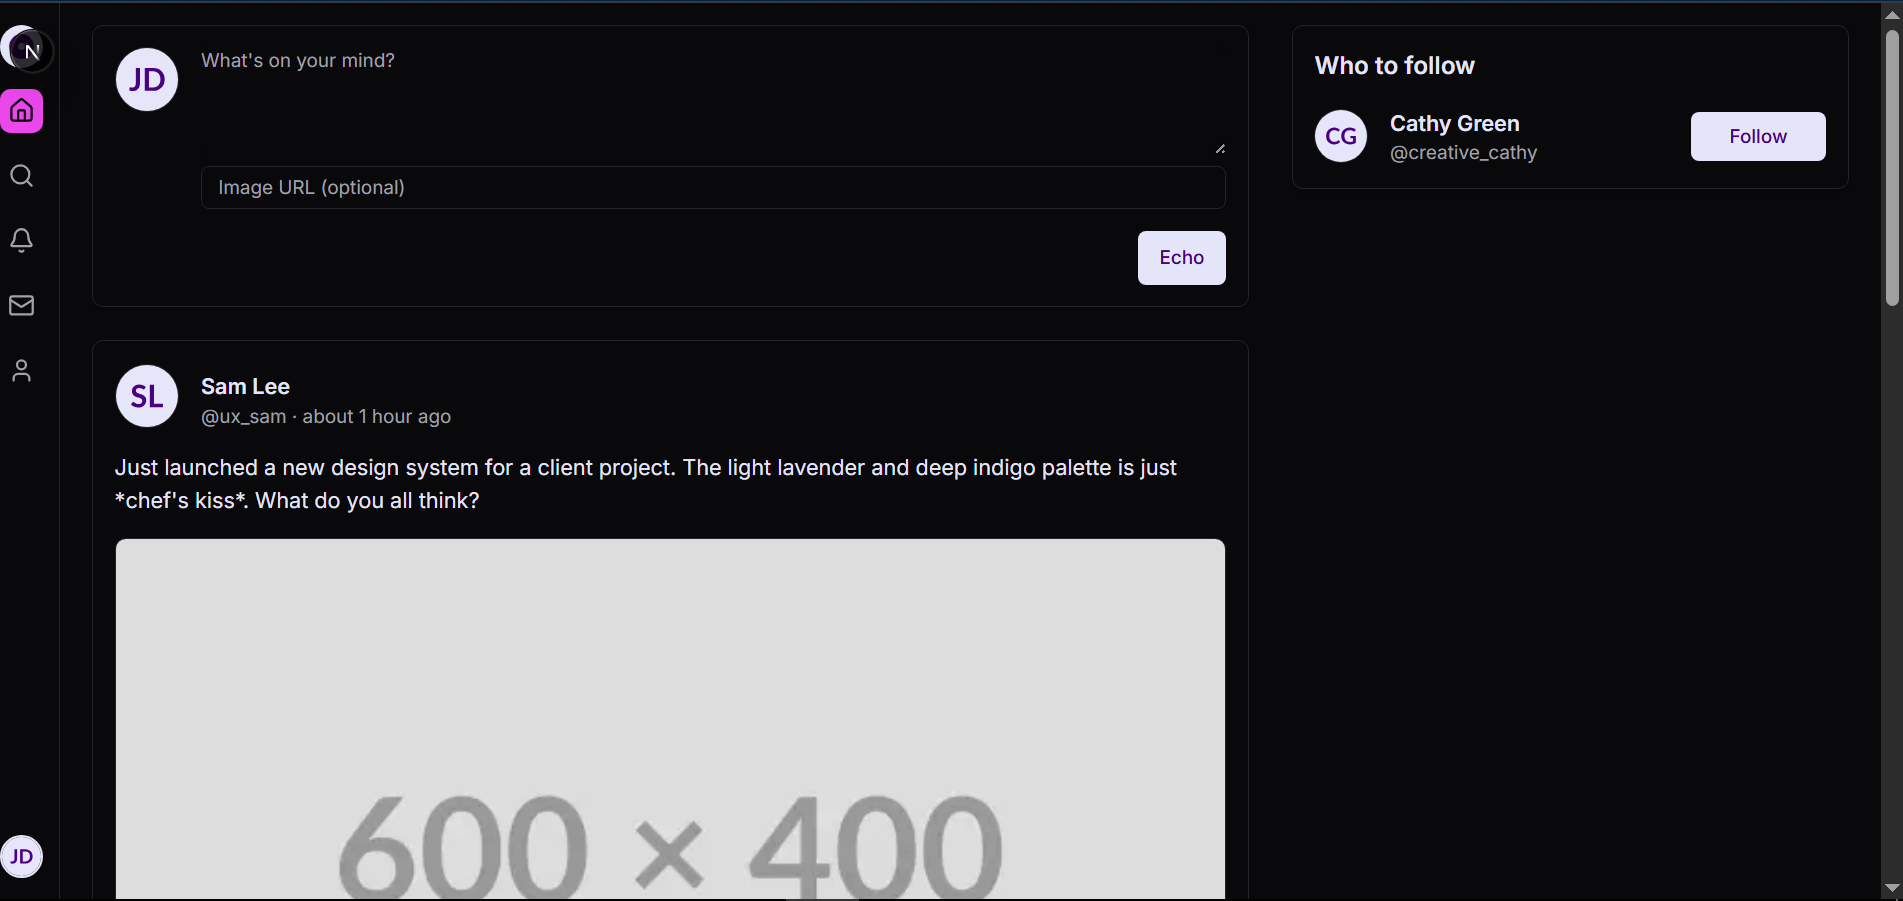 N
JD
What's on your mind?
Image URL (optional)
Echo
SL
Sam Lee
@ux_sam · about 1 hour ago
Just launched a new design system for a client project. The light lavender and deep indigo palette is just
*chef's kiss*. What do you all think?
600 × 400
Who to follow
CG
Cathy Green
@creative_cathy
Follow
JD